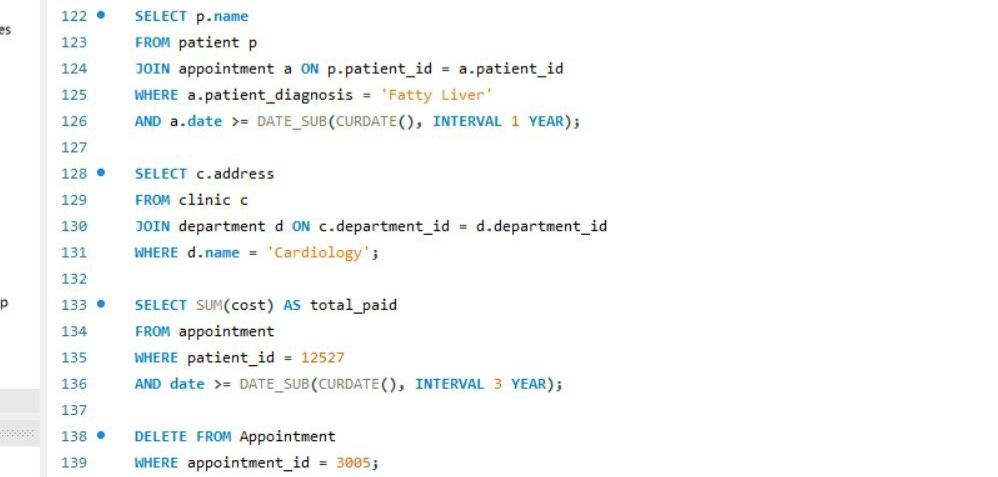 es
p
122 SELECT p.name
123 FROM patient p
124 JOIN appointment a ON p.patient_id = a.patient_id
125 WHERE a.patient_diagnosis = 'Fatty Liver'
126 AND a.date >= DATE_SUB(CURDATE(), INTERVAL 1 YEAR);
127
128 SELECT c.address
129 FROM clinic c
130 JOIN department d ON c.department_id = d.department_id
131 WHERE d.name = 'Cardiology';
132
133 SELECT SUM(cost) AS total_paid
134 FROM appointment
135 WHERE patient_id = 12527
136 AND date >= DATE_SUB(CURDATE(), INTERVAL 3 YEAR);
137
138 DELETE FROM Appointment
139 WHERE appointment_id = 3005;